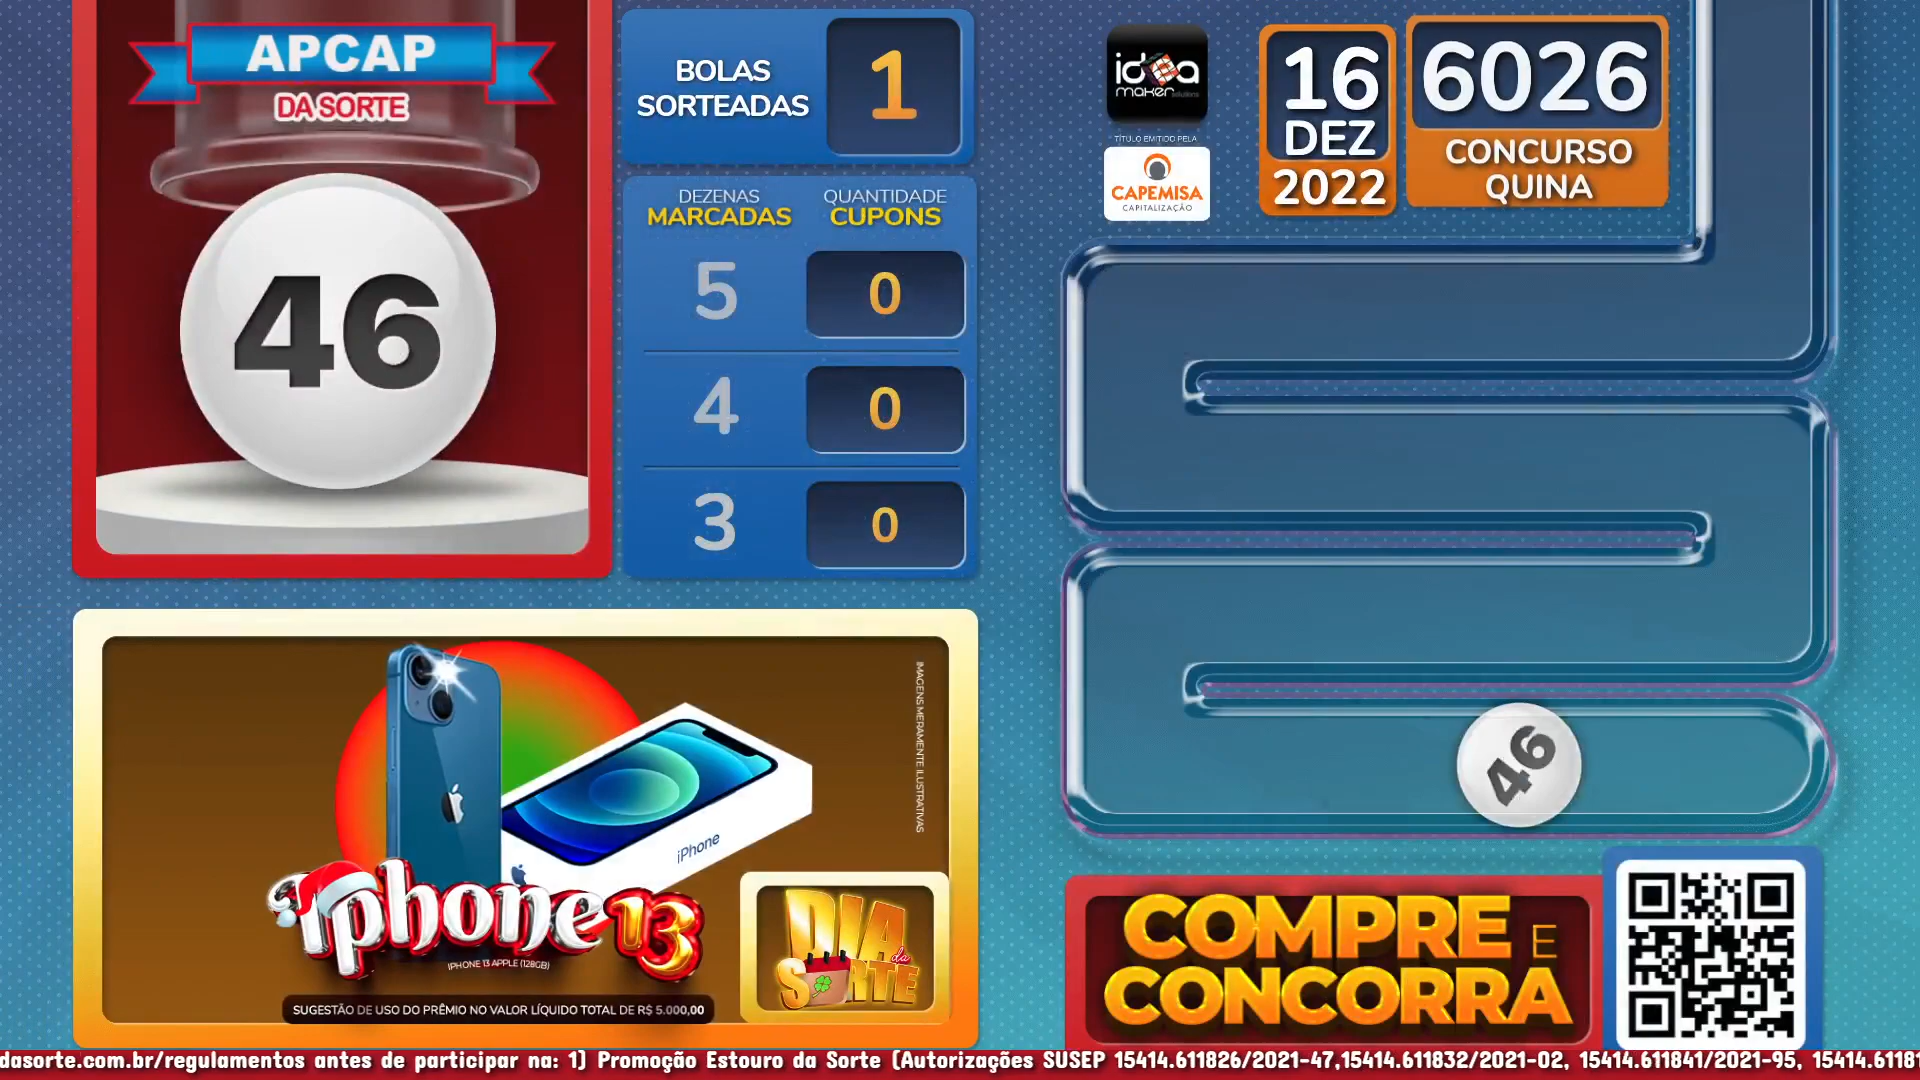 APCAP
DA SORTE
46
BOLAS
SORTEADAS
1
DEZENAS
MARCADAS
QUANTIDADE
CUPONS
5
0
4
0
3
0
idea
maker solutions
TÍTULO EMITIDO PELA
CAPEMISA
CAPITALIZAÇÃO
16
DEZ
2022
6026
CONCURSO
QUINA
46
IMAGENS MERAMENTE ILUSTRATIVAS
iPhone
iphone 13
IPHONE 13 APPLE (128GB)
SUGESTÃO DE USO DO PRÊMIO NO VALOR LÍQUIDO TOTAL DE R$ 5.000,00
DIA da
SORTE
COMPRE E
CONCORRA
dasorte.com.br/regulamentos antes de participar na: 1) Promoção Estouro da Sorte (Autorizações SUSEP 15414.611826/2021-47,15414.611832/2021-02, 15414.611841/2021-95, 15414.6118